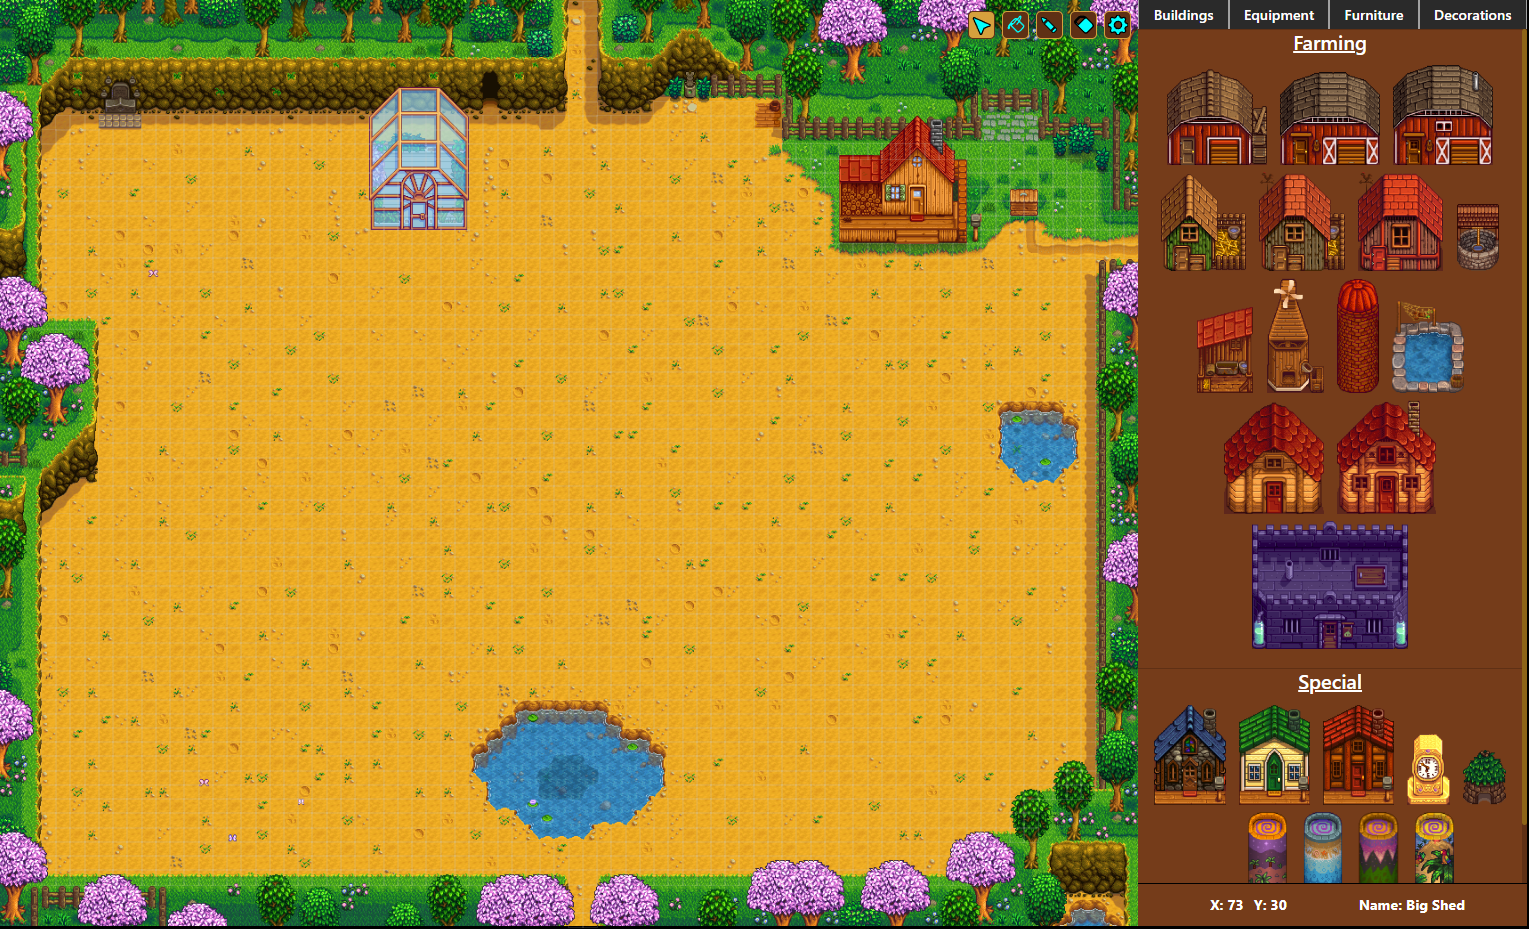 Buildings Equipment Furniture Decorations
Farming
Special
X: 73 Y: 30 Name: Big Shed